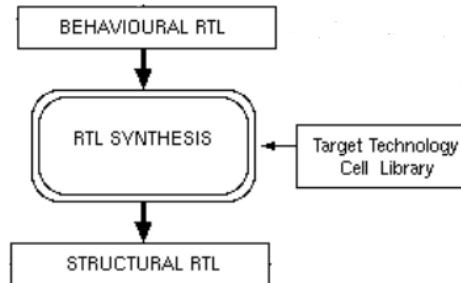 BEHAVIOURAL RTL
RTL SYNTHESIS
Target Technology
Cell Library
STRUCTURAL RTL